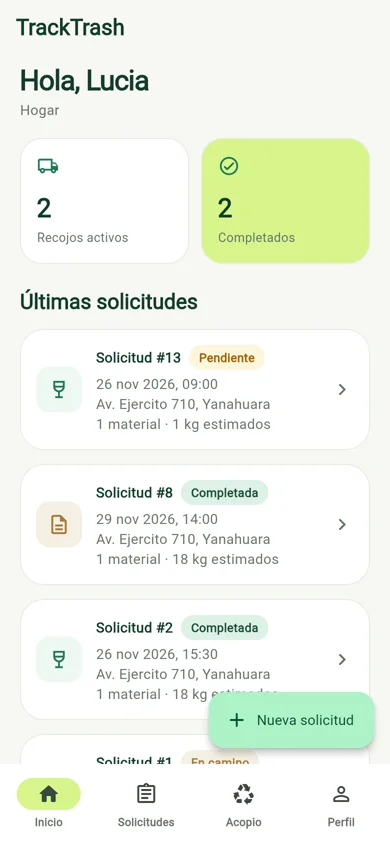 TrackTrash
Hola, Lucia
Hogar
2
Recojos activos
2
Completados
Últimas solicitudes
Solicitud #13 Pendiente
26 nov 2026, 09:00
Av. Ejercito 710, Yanahuara
1 material · 1 kg estimados
Solicitud #8 Completada
29 nov 2026, 14:00
Av. Ejercito 710, Yanahuara
1 material · 18 kg estimados
Solicitud #2 Completada
26 nov 2026, 15:30
Av. Ejercito 710, Yanahuara
1 material · 18 kg estimados
Nueva solicitud
Solicitud #1 En camino
Inicio
Solicitudes
Acopio
Perfil